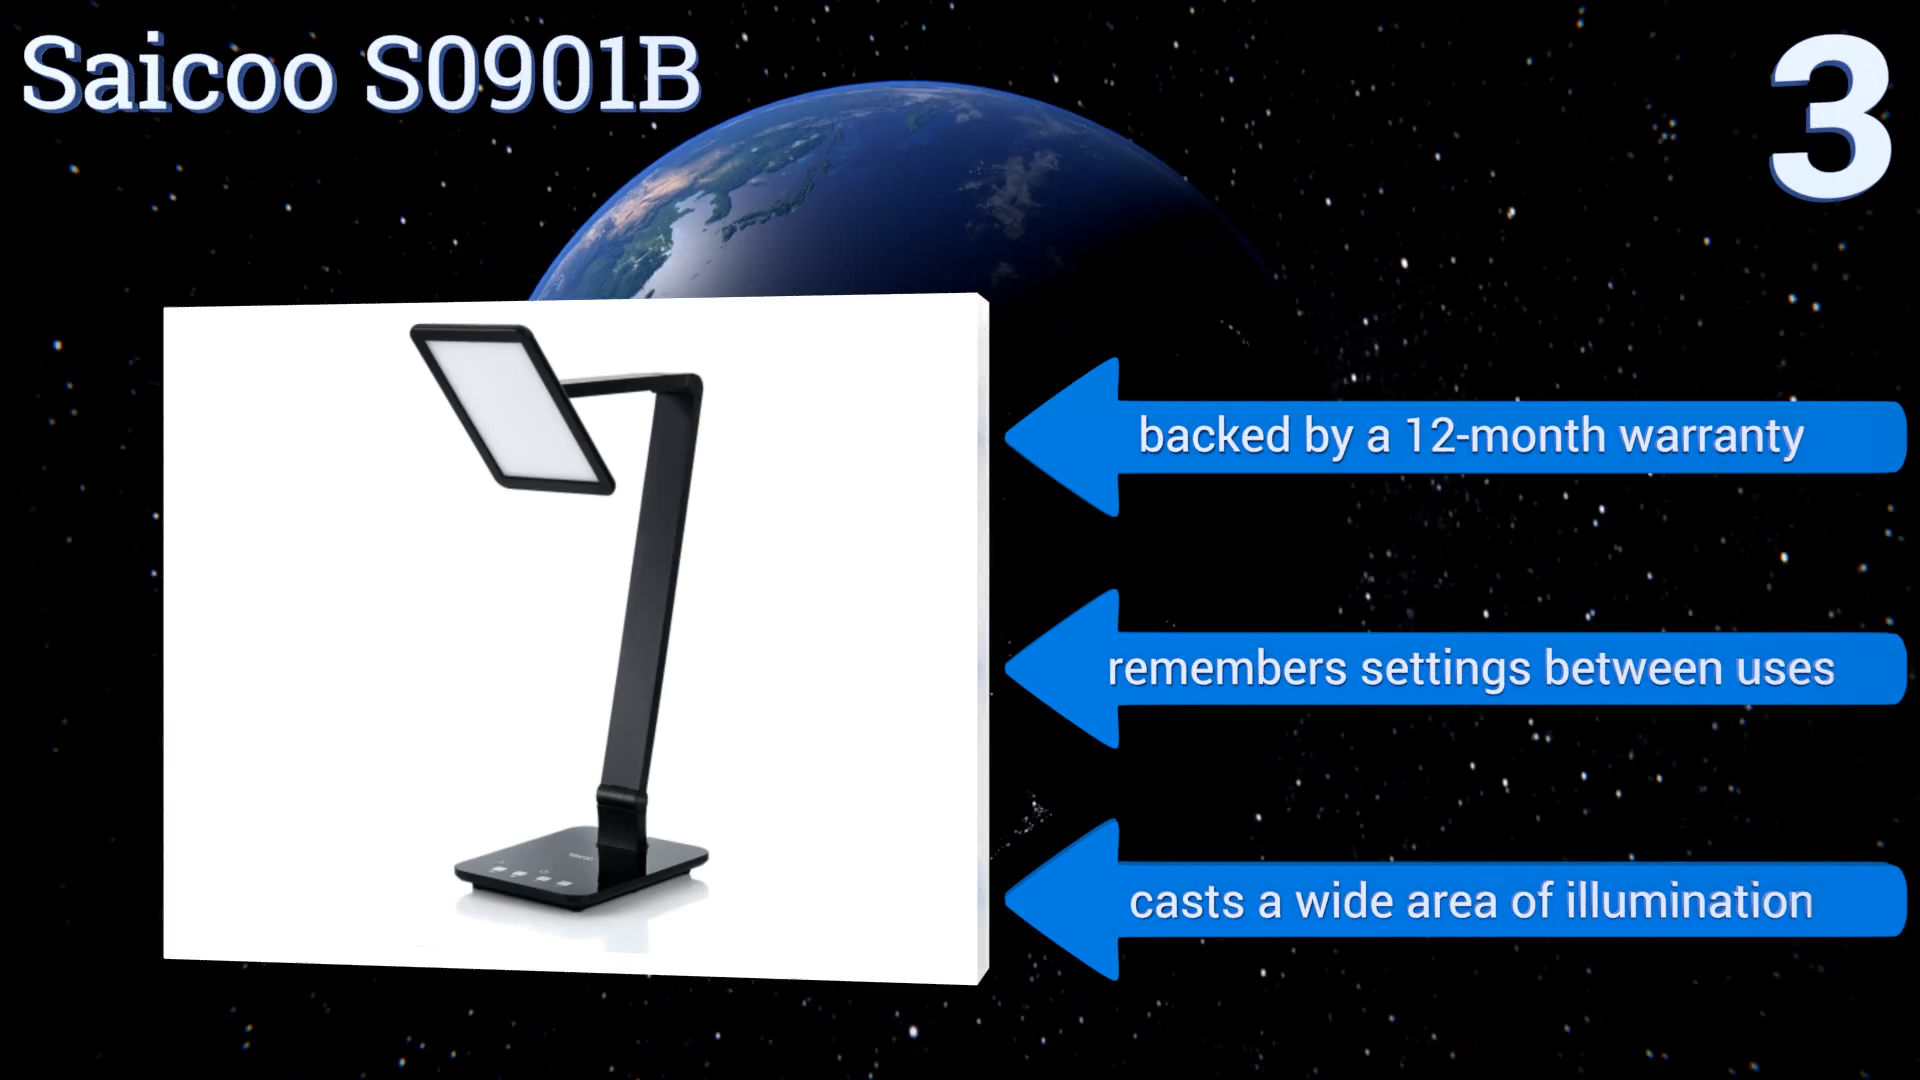 Saicoo S0901B
3
backed by a 12-month warranty
remembers settings between uses
casts a wide area of illumination